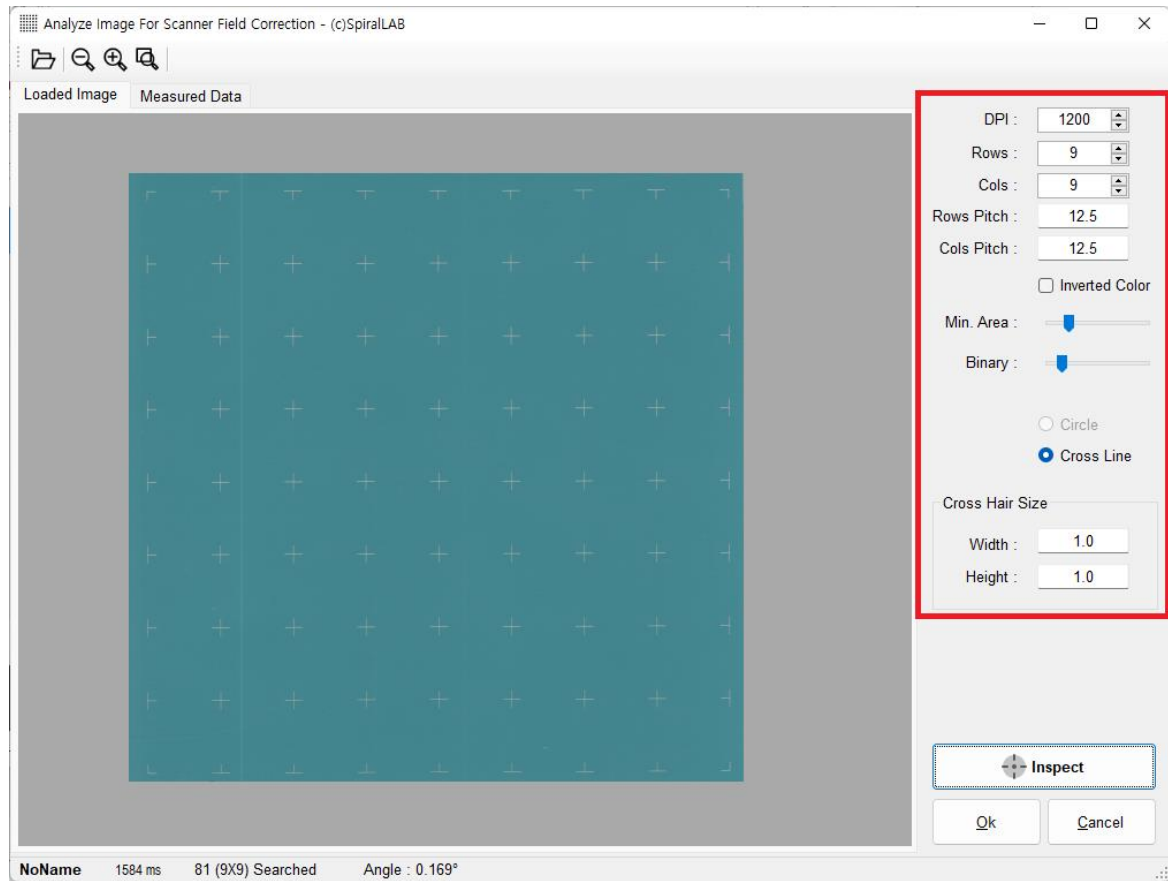 Analyze Image For Scanner Field Correction - (c)SpiralLAB
Loaded Image
Measured Data
DPI : 1200
Rows : 9
Cols : 9
Rows Pitch : 12.5
Cols Pitch : 12.5
Inverted Color
Min. Area :
Binary :
Circle
Cross Line
Cross Hair Size
Width : 1.0
Height : 1.0
Inspect
Ok Cancel
NoName 1584 ms 81 (9X9) Searched Angle : 0.169°